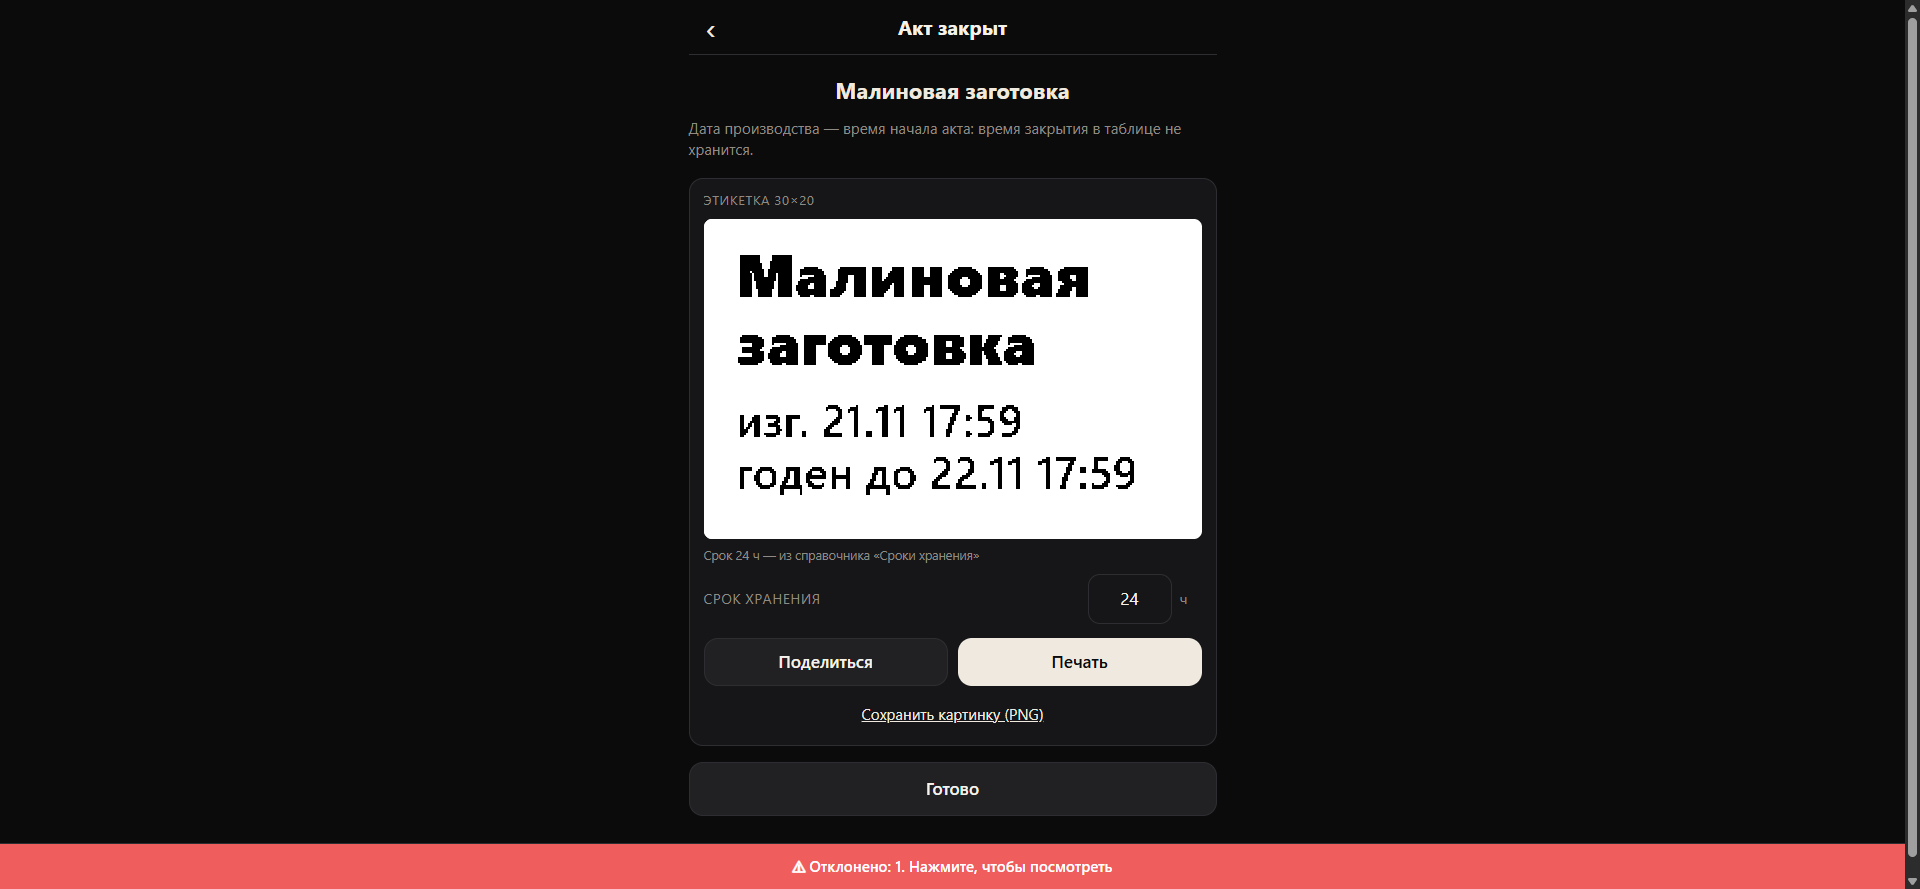 ‹
Акт закрыт
Малиновая заготовка
Дата производства — время начала акта: время закрытия в таблице не
хранится.
ЭТИКЕТКА 30×20
Малиновая
заготовка
изг. 21.11 17:59
годен до 22.11 17:59
Срок 24 ч — из справочника «Сроки хранения»
СРОК ХРАНЕНИЯ 24 ч
Поделиться Печать
Сохранить картинку (PNG)
Готово
⚠ Отклонено: 1. Нажмите, чтобы посмотреть